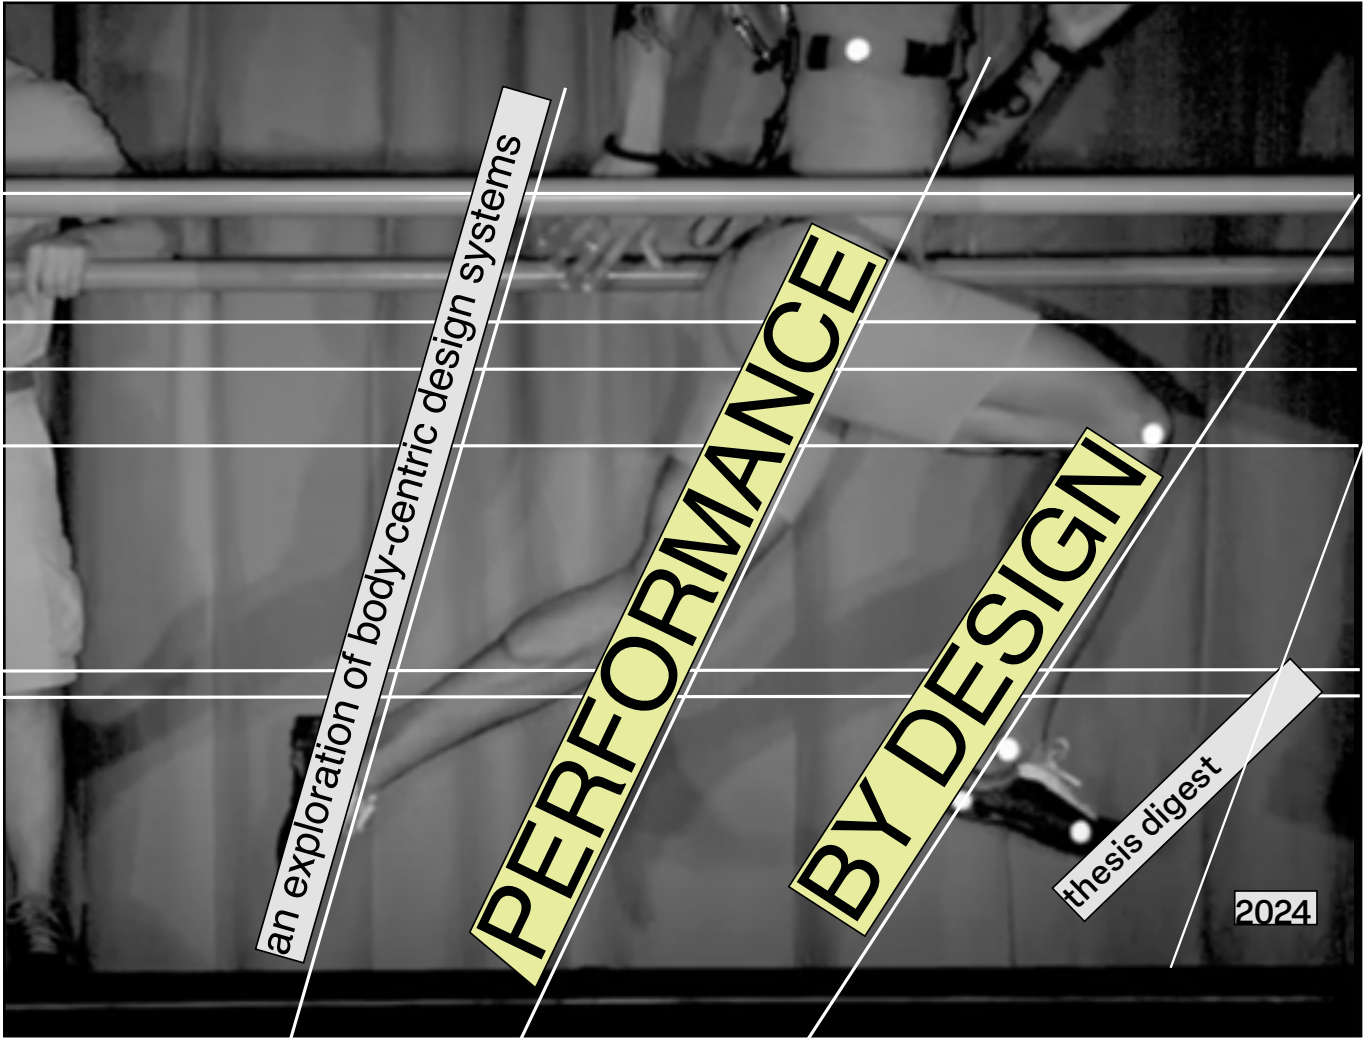 an exploration of body-centric design systems
PERFORMANCE
BY DESIGN
thesis digest
2024